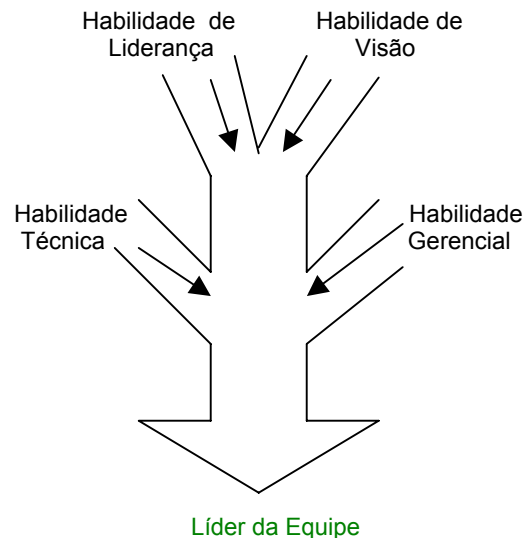 Habilidade de
Liderança
Habilidade de
Visão
Habilidade
Técnica
Habilidade
Gerencial
Líder da Equipe